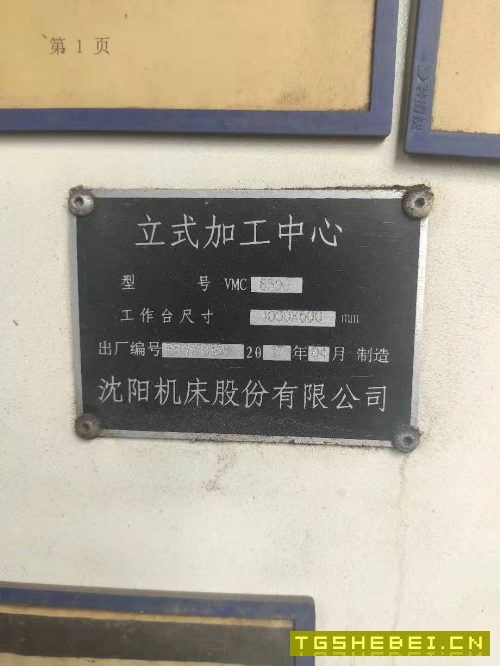 第 1 页
立式加工中心
型 号 VMC 850
工作台尺寸 1000X500 mm
出厂编号 20 年 月 制造
沈阳机床股份有限公司
TGSHEBEI.CN